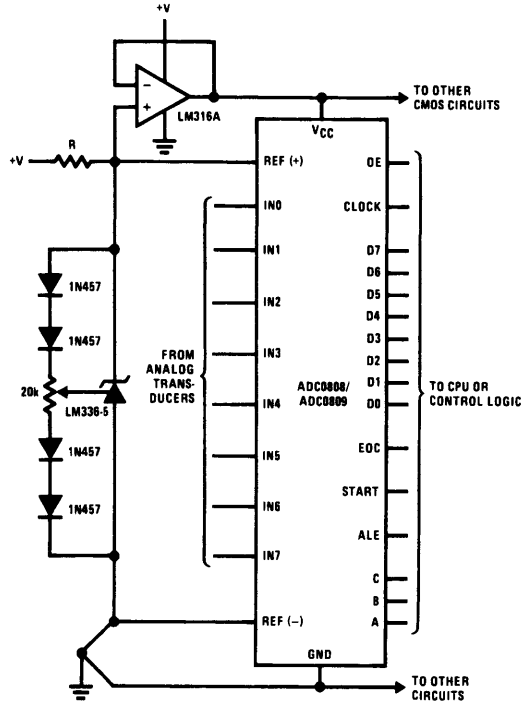 +V
−
+
LM316A
TO OTHER
CMOS CIRCUITS
VCC
R
+V
REF (+)
OE
IN0
CLOCK
IN1
D7
D6
1N457
IN2
D5
D4
1N457
IN3
D3
FROM
ANALOG
TRANS-
DUCERS
D2
20k
LM336-5
ADC0808/
ADC0809
D1
TO CPU OR
CONTROL LOGIC
IN4
D0
1N457
IN5
EOC
1N457
IN6
START
IN7
ALE
C
B
REF (−)
A
GND
TO OTHER
CIRCUITS